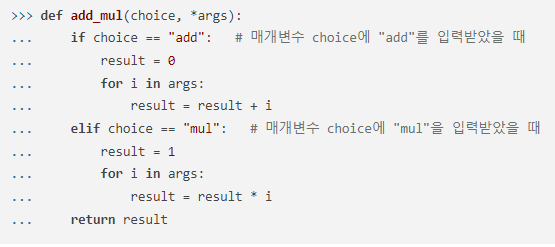 >>> def add_mul(choice, *args):
...     if choice == "add":   # 매개변수 choice에 "add"를 입력받았을 때
...         result = 0
...         for i in args:
...             result = result + i
...     elif choice == "mul":   # 매개변수 choice에 "mul"을 입력받았을 때
...         result = 1
...         for i in args:
...             result = result * i
...     return result